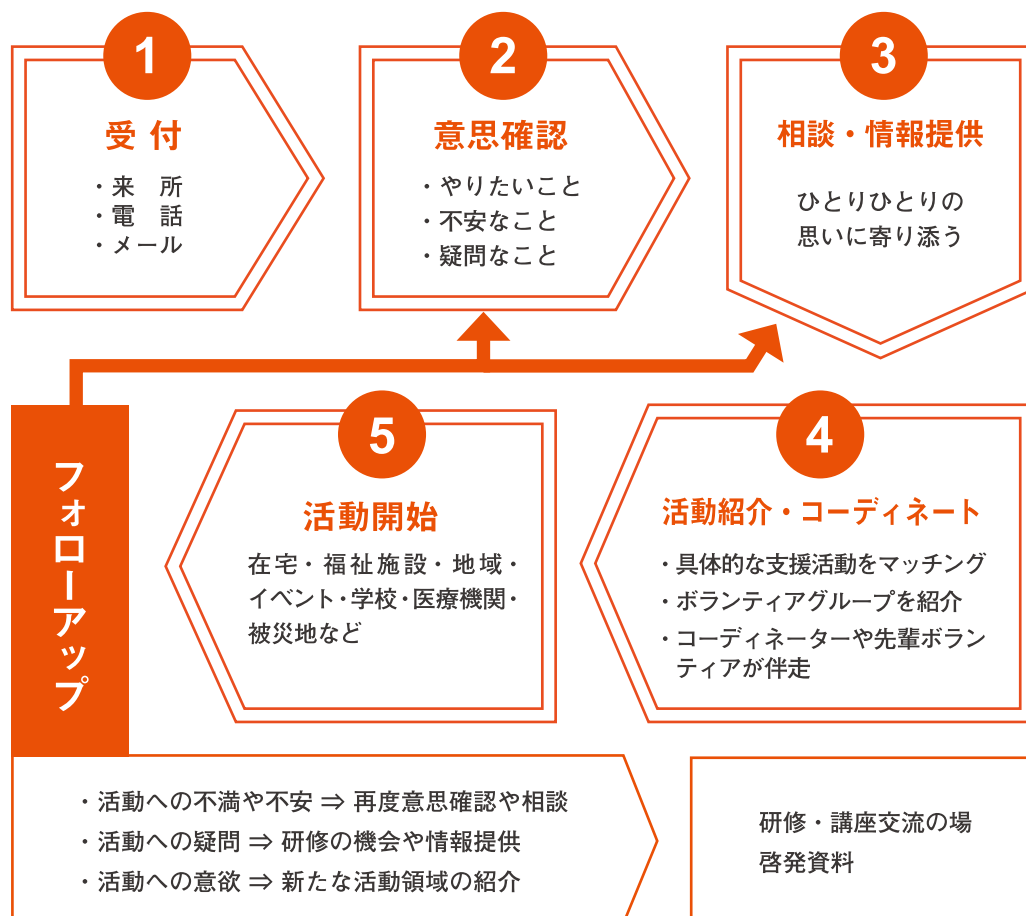 1
受 付
・来　所
・電　話
・メール
2
意思確認
・やりたいこと
・不安なこと
・疑問なこと
3
相談・情報提供
ひとりひとりの
思いに寄り添う
4
活動紹介・コーディネート
・具体的な支援活動をマッチング
・ボランティアグループを紹介
・コーディネーターや先輩ボラン
ティアが伴走
5
活動開始
在宅・福祉施設・地域・
イベント・学校・医療機関・
被災地など
フォローアップ
・活動への不満や不安 ⇒ 再度意思確認や相談
・活動への疑問 ⇒ 研修の機会や情報提供
・活動への意欲 ⇒ 新たな活動領域の紹介
研修・講座交流の場
啓発資料